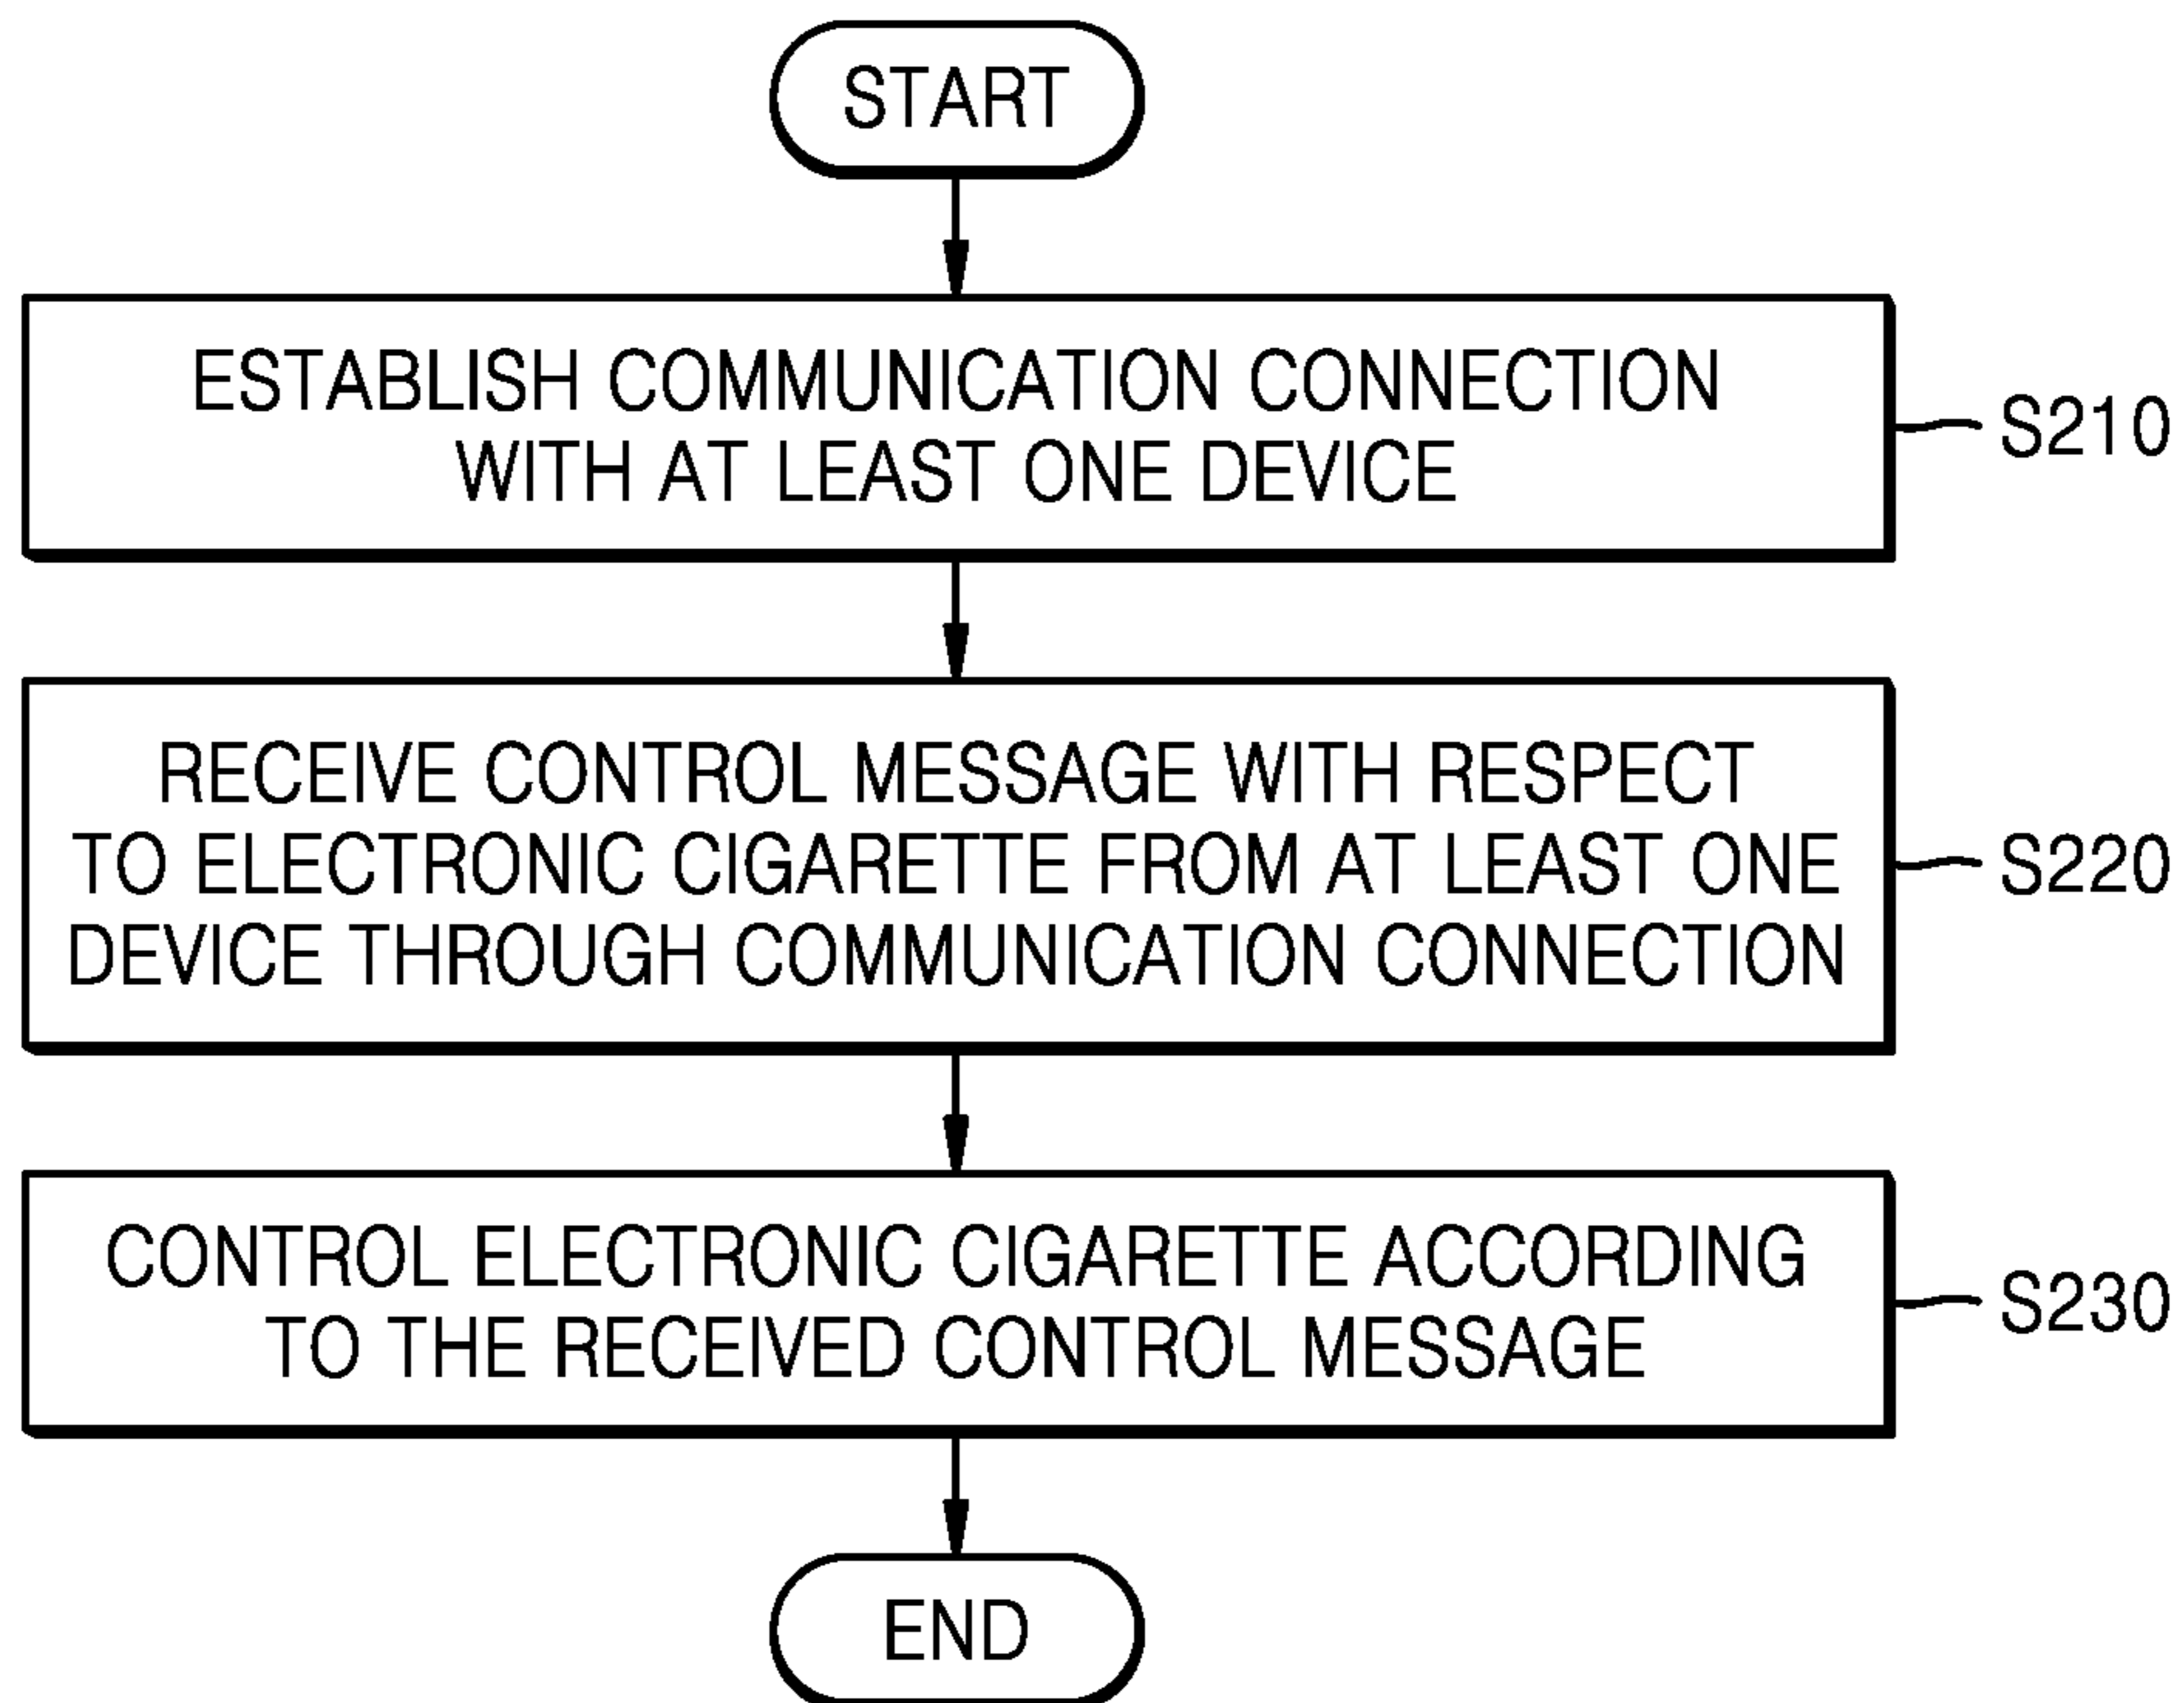 START
ESTABLISH COMMUNICATION CONNECTION
WITH AT LEAST ONE DEVICE
S210
RECEIVE CONTROL MESSAGE WITH RESPECT
TO ELECTRONIC CIGARETTE FROM AT LEAST ONE
DEVICE THROUGH COMMUNICATION CONNECTION
S220
CONTROL ELECTRONIC CIGARETTE ACCORDING
TO THE RECEIVED CONTROL MESSAGE
S230
END